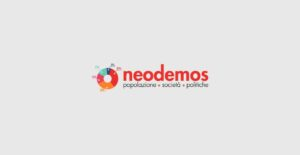 neodemos
popolazione • società • politiche